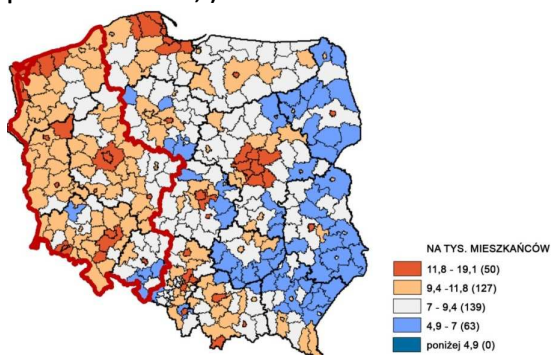 NA TYS. MIESZKAŃCÓW
11,8 - 19,1 (50)
9,4 -11,8 (127)
7 - 9,4 (139)
4,9 - 7 (63)
poniżej 4,9 (0)